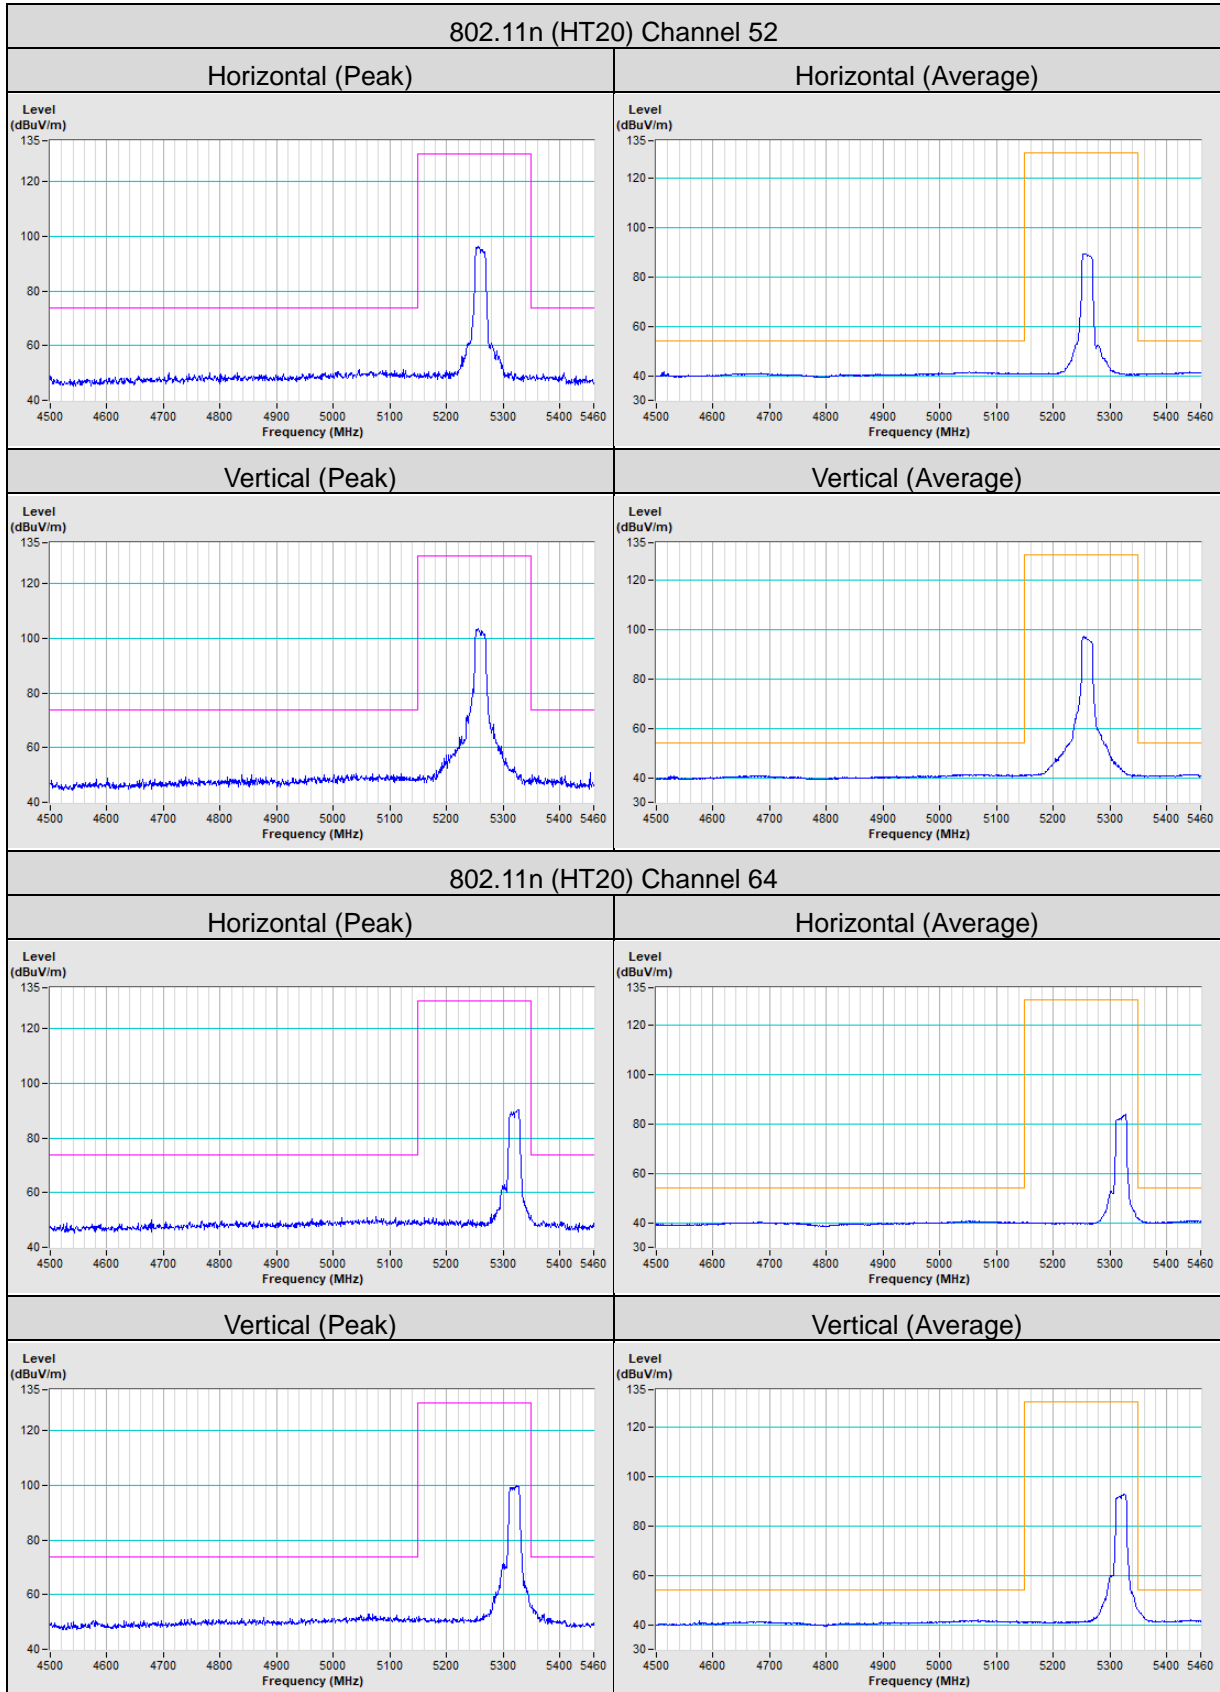 802.11n (HT20) Channel 52
Horizontal (Peak)
Horizontal (Average)
Level
(dBuV/m)
135
120
100
80
60
40
4500 4600 4700 4800 4900 5000 5100 5200 5300 5400 5460
Frequency (MHz)
Level
(dBuV/m)
135
120
100
80
60
40
30
4500 4600 4700 4800 4900 5000 5100 5200 5300 5400 5460
Frequency (MHz)
Vertical (Peak)
Vertical (Average)
Level
(dBuV/m)
135
120
100
80
60
40
4500 4600 4700 4800 4900 5000 5100 5200 5300 5400 5460
Frequency (MHz)
Level
(dBuV/m)
135
120
100
80
60
40
30
4500 4600 4700 4800 4900 5000 5100 5200 5300 5400 5460
Frequency (MHz)
802.11n (HT20) Channel 64
Horizontal (Peak)
Horizontal (Average)
Level
(dBuV/m)
135
120
100
80
60
40
4500 4600 4700 4800 4900 5000 5100 5200 5300 5400 5460
Frequency (MHz)
Level
(dBuV/m)
135
120
100
80
60
40
30
4500 4600 4700 4800 4900 5000 5100 5200 5300 5400 5460
Frequency (MHz)
Vertical (Peak)
Vertical (Average)
Level
(dBuV/m)
135
120
100
80
60
40
4500 4600 4700 4800 4900 5000 5100 5200 5300 5400 5460
Frequency (MHz)
Level
(dBuV/m)
135
120
100
80
60
40
30
4500 4600 4700 4800 4900 5000 5100 5200 5300 5400 5460
Frequency (MHz)